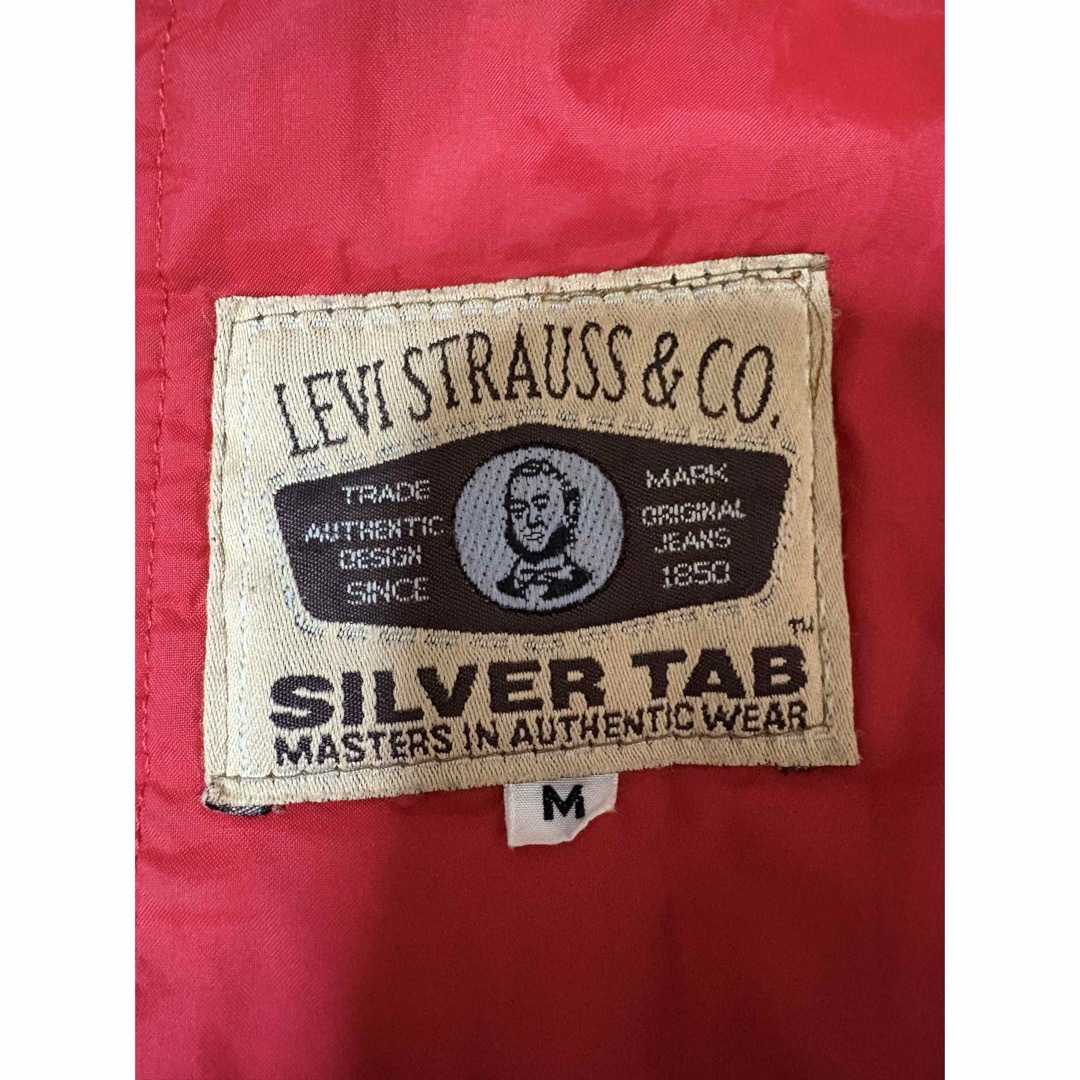 LEVI STRAUSS & CO.
TRADE MARK
AUTHENTIC ORIGINAL
DESIGN JEANS
SINCE 1850
SILVER TAB™
MASTERS IN AUTHENTIC WEAR
M